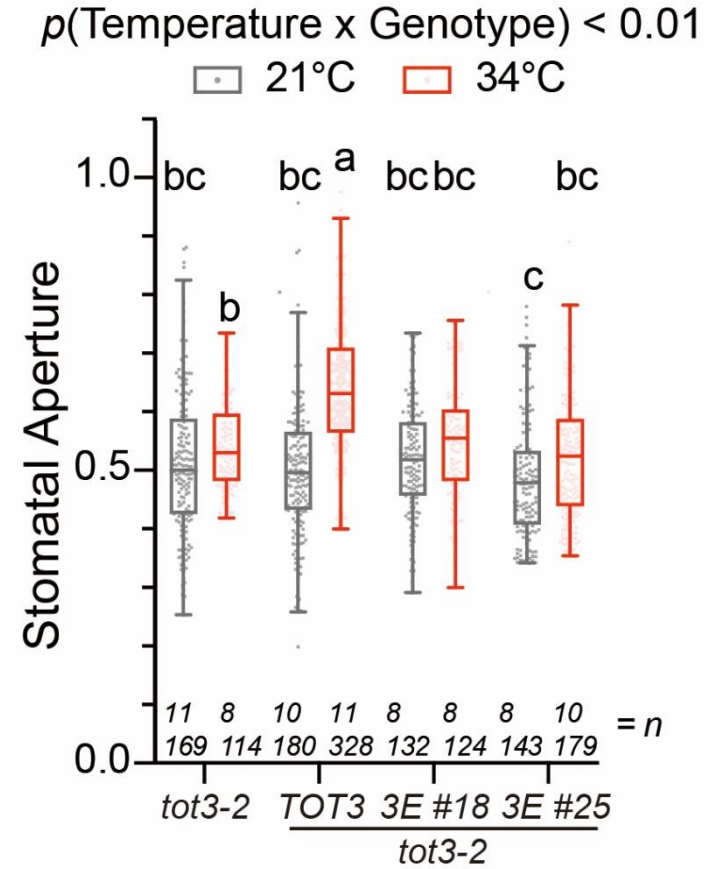 p(Temperature x Genotype) < 0.01
21°C 34°C
Stomatal Aperture
1.0
0.5
0.0
bc b bc a bc bc c bc
11 8 10 11 8 8 8 10
169 114 180 328 132 124 143 179
= n
tot3-2 TOT3 3E #18 3E #25
tot3-2